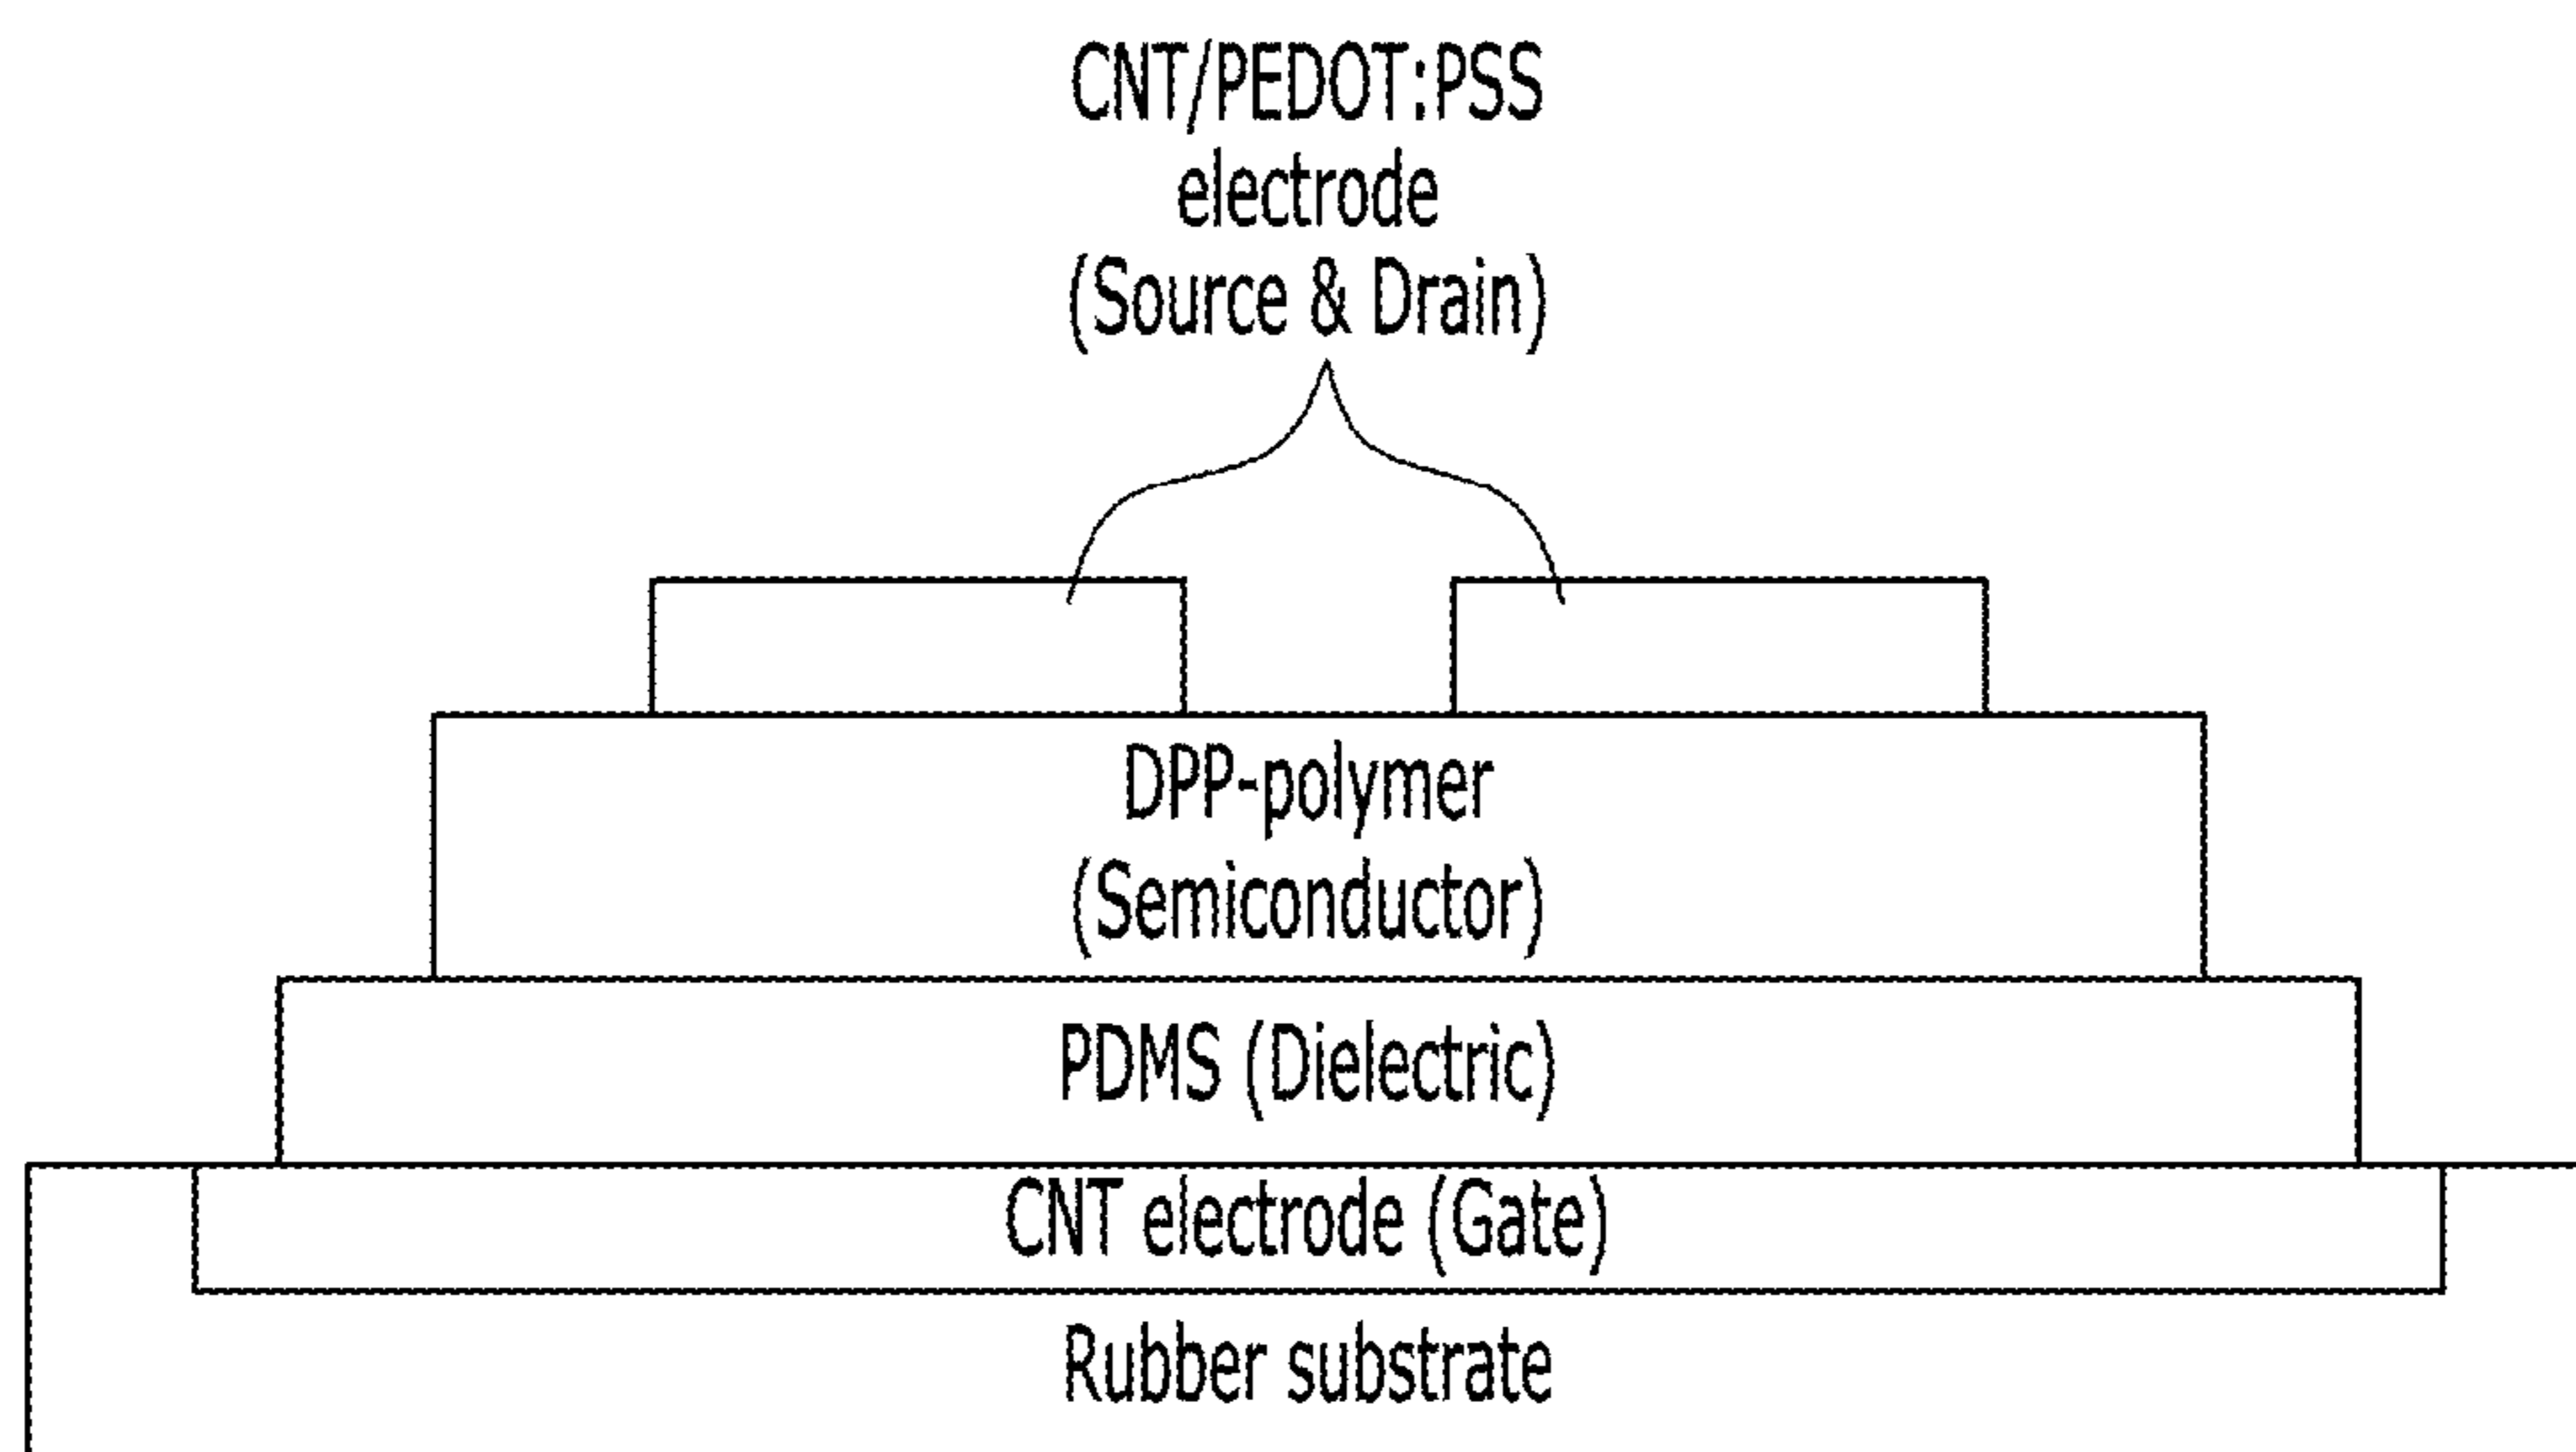 CNT/PEDOT:PSS
electrode
(Source & Drain)
DPP-polymer
(Semiconductor)
PDMS (Dielectric)
CNT electrode (Gate)
Rubber substrate